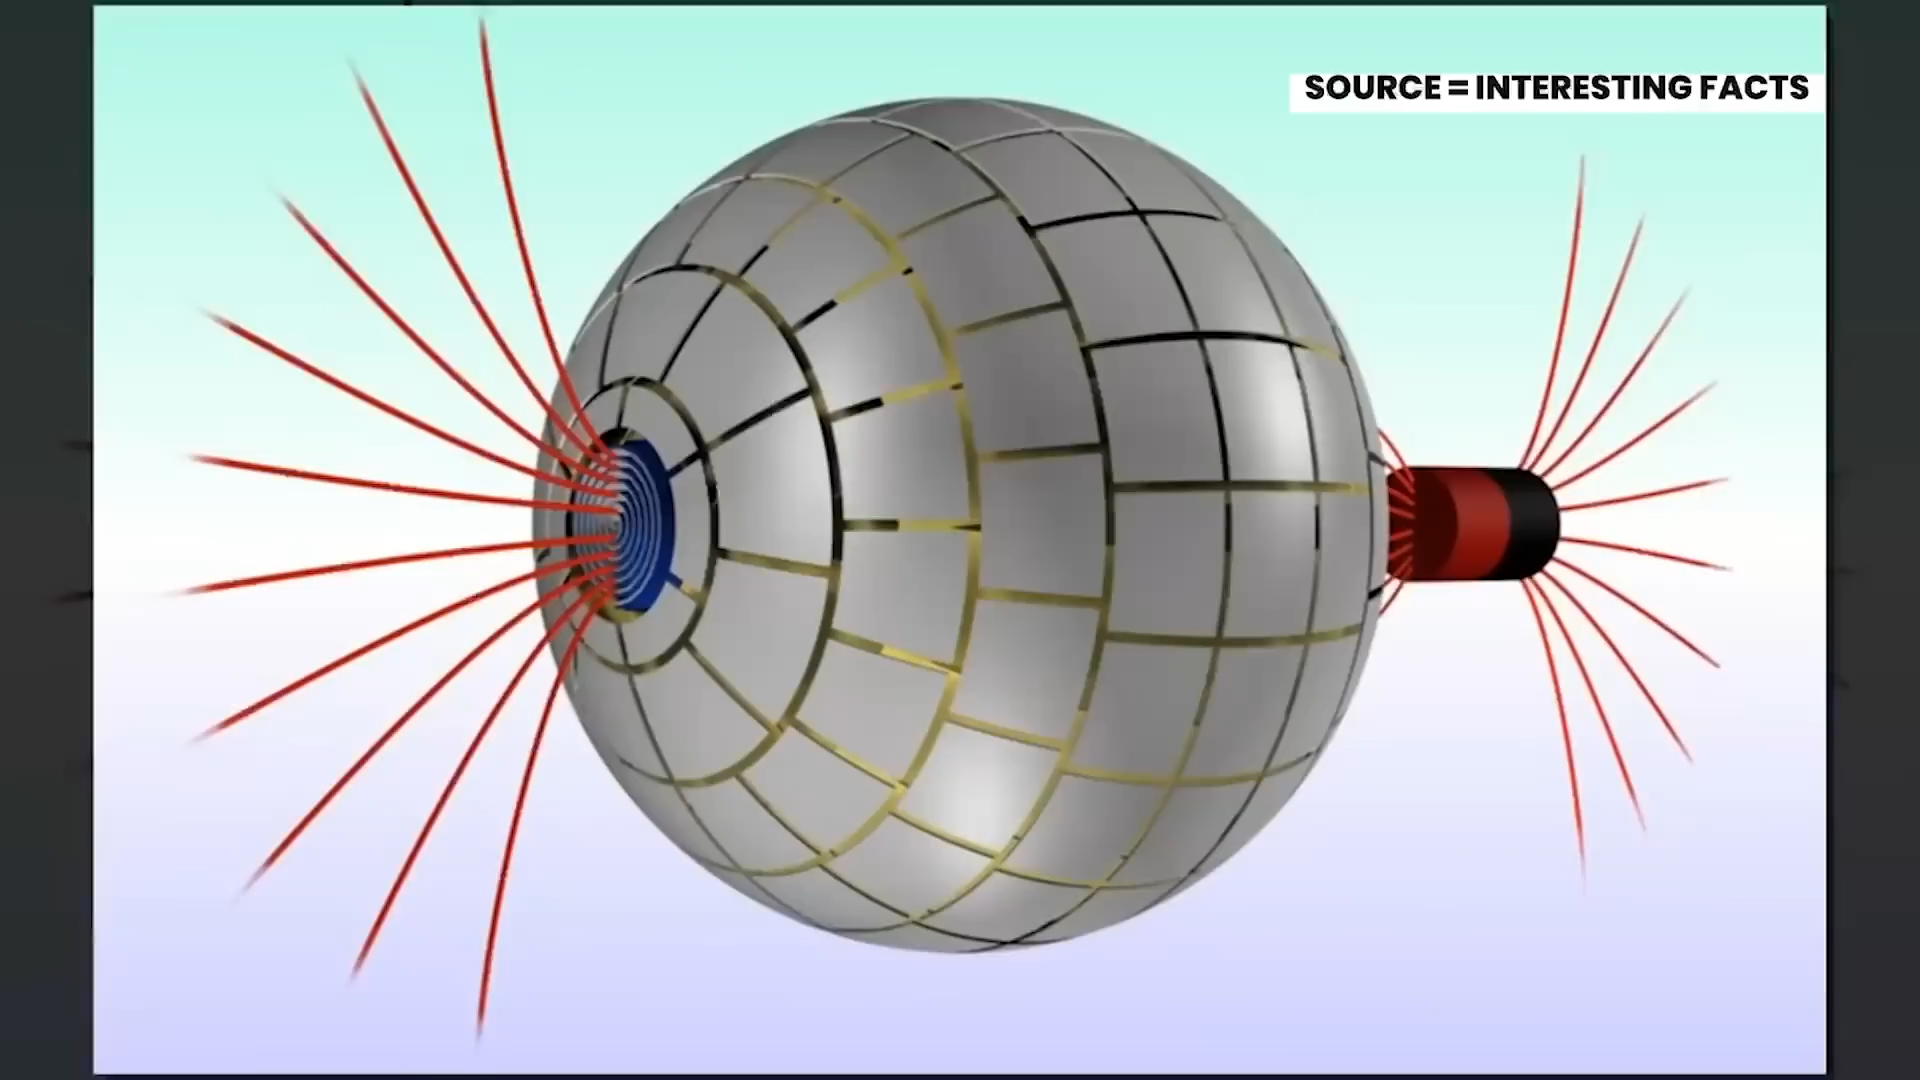 SOURCE = INTERESTING FACTS